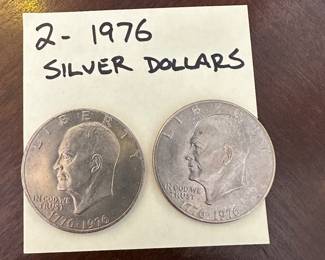 2- 1976
SILVER DOLLARS
LIBERTY
IN GOD WE
TRUST
1776-1976
LIBERTY
IN GOD WE
TRUST
1776-1976